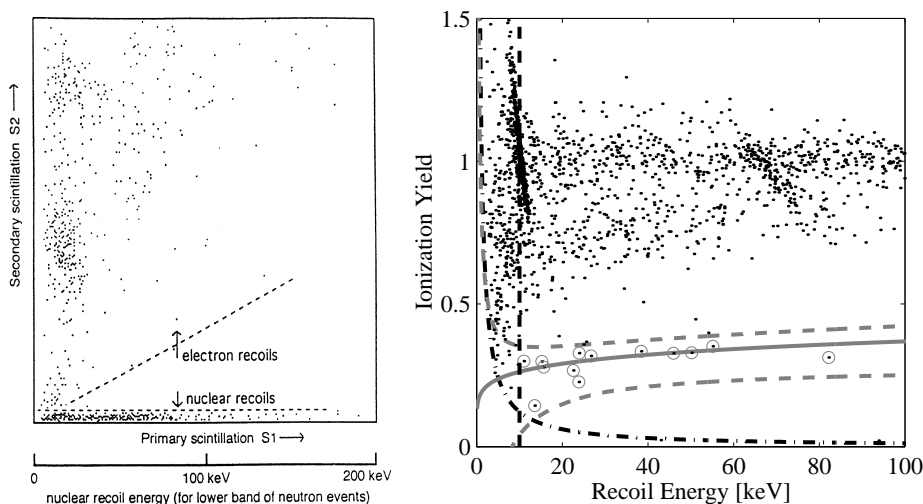 Secondary scintillation S2
electron recoils
nuclear recoils
Primary scintillation S1
0
100 keV
200 keV
nuclear recoil energy (for lower band of neutron events)
Ionization Yield
1.5
1
0.5
0
0 20 40 60 80 100
Recoil Energy [keV]